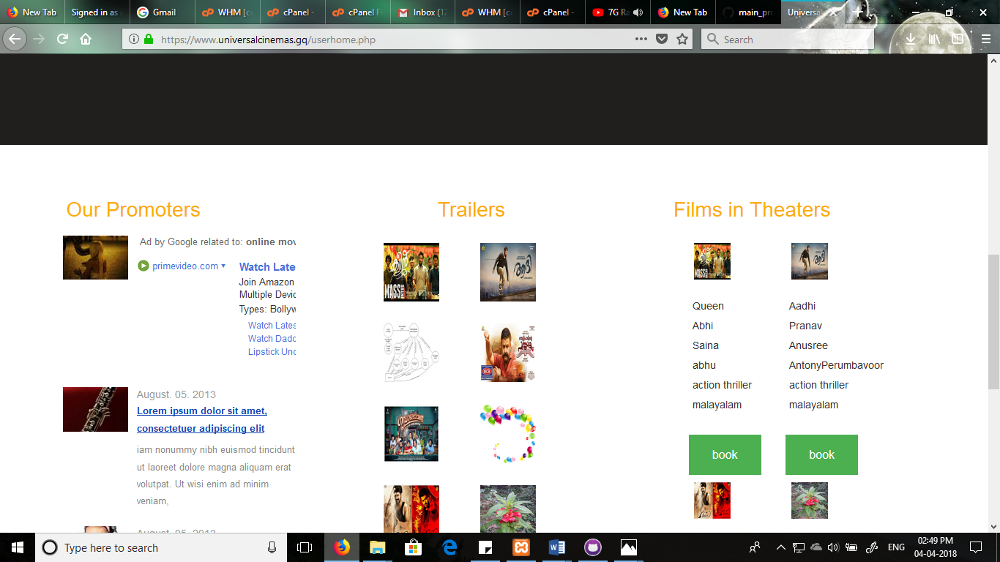 New Tab
Signed in as
Gmail
WHM [c
cPanel -
cPanel F
Inbox (12
WHM [c
cPanel -
7G Ra
New Tab
main_pro
Universa
https://www.universalcinemas.gq/userhome.php
Search
Our Promoters
Trailers
Films in Theaters
Ad by Google related to: online mov
primevideo.com
Watch Late
Join Amazon
Multiple Devic
Types: Bollyw
Watch Lates
Watch Dadd
Lipstick Und
August. 05. 2013
Lorem ipsum dolor sit amet,
consectetuer adipiscing elit
iam nonummy nibh euismod tincidunt
ut laoreet dolore magna aliquam erat
volutpat. Ut wisi enim ad minim
veniam,
August. 05. 2013
MASS
ക്വീൻ
ആദി
MASS
ആദി
Queen
Abhi
Saina
abhu
action thriller
malayalam
book
Aadhi
Pranav
Anusree
AntonyPerumbavoor
action thriller
malayalam
book
Type here to search
ENG
02:49 PM
04-04-2018